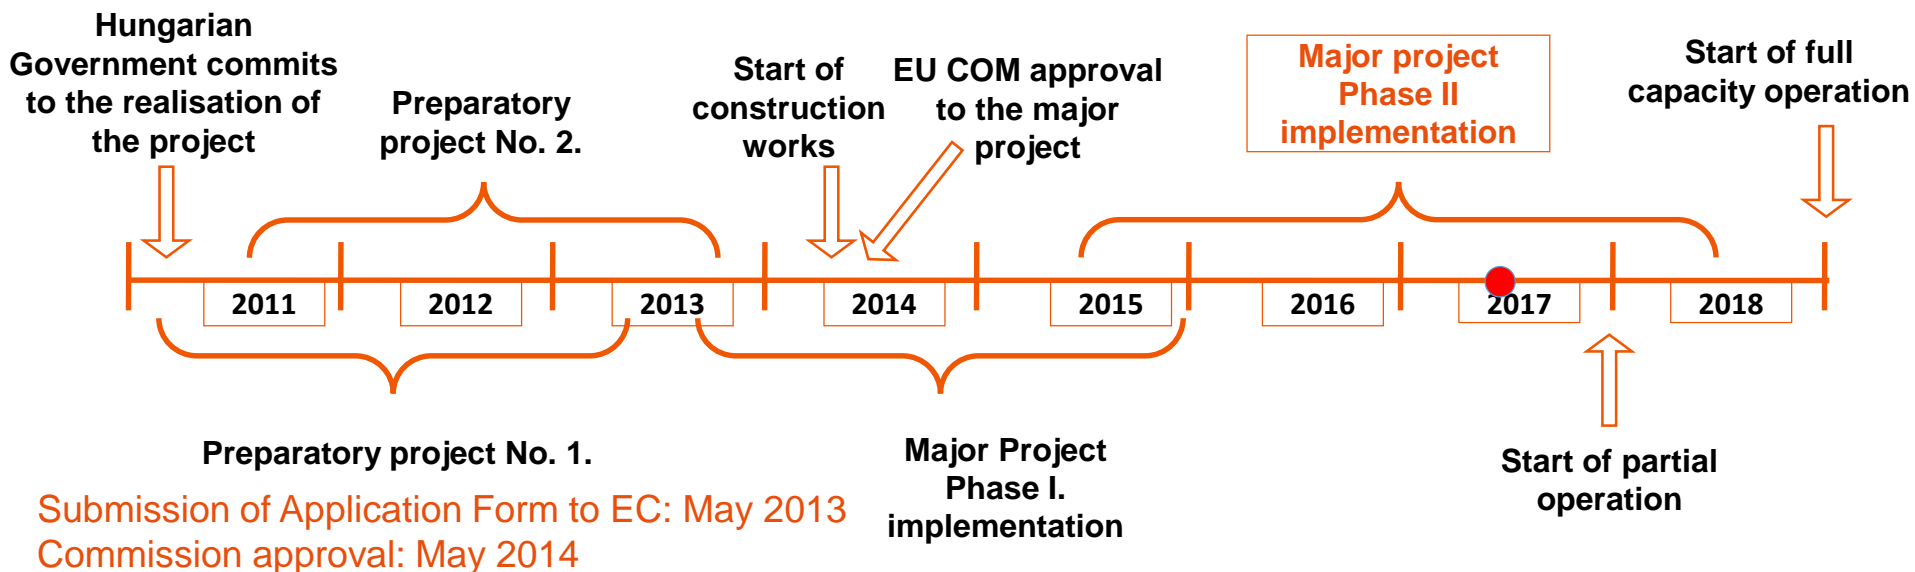 Hungarian
Government commits
to the realisation of
the project
Preparatory
project No. 2.
Start of
construction
works
EU COM approval
to the major
project
Major project
Phase II
implementation
Start of full
capacity operation
2011
2012
2013
2014
2015
2016
2017
2018
Preparatory project No. 1.
Major Project
Phase I.
implementation
Start of partial
operation
Submission of Application Form to EC: May 2013
Commission approval: May 2014